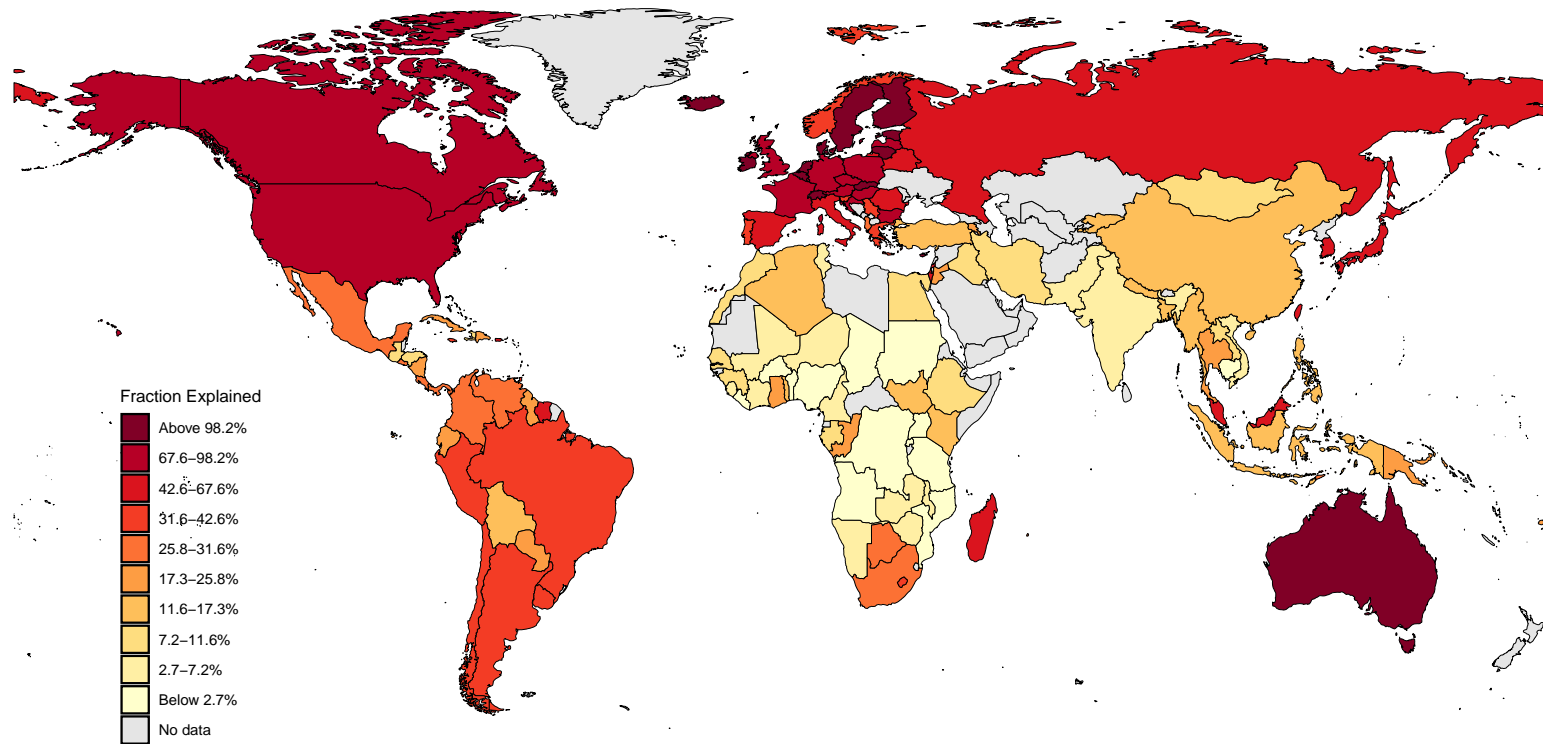 Fraction Explained
Above 98.2%
67.6−98.2%
42.6−67.6%
31.6−42.6%
25.8−31.6%
17.3−25.8%
11.6−17.3%
7.2−11.6%
2.7−7.2%
Below 2.7%
No data